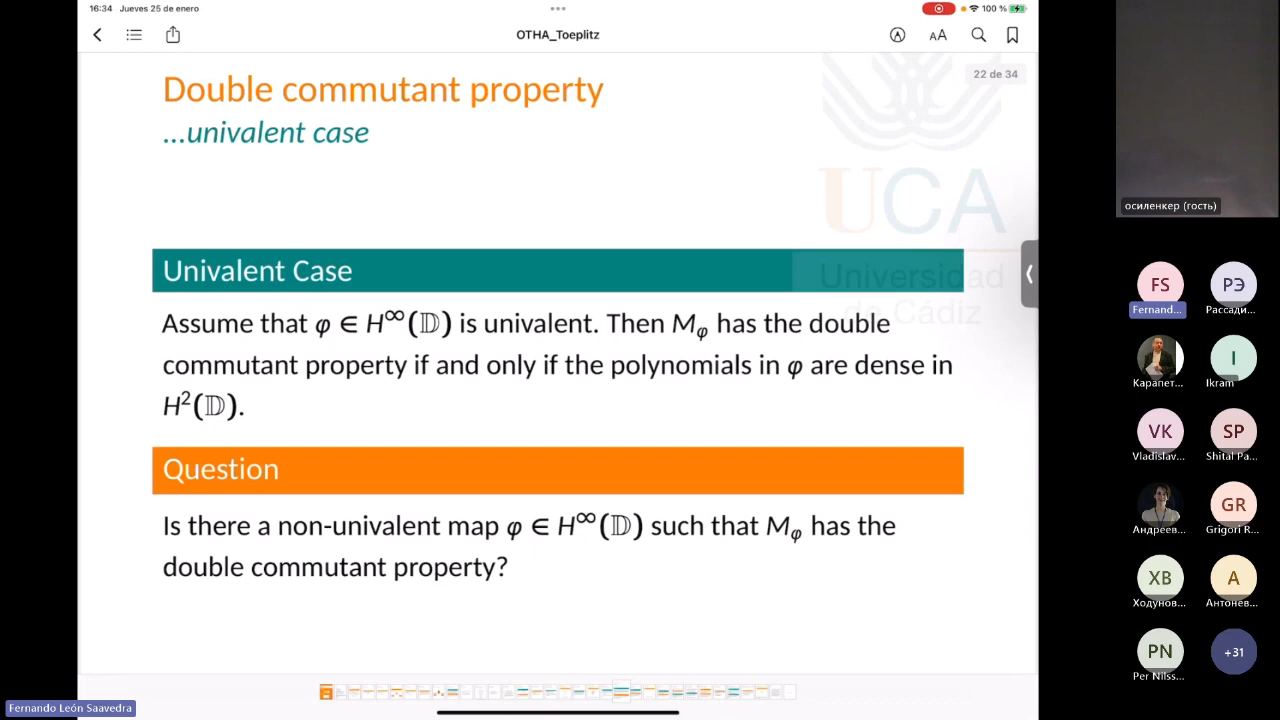 16:34 Jueves 25 de enero
100 %
OTHA_Toeplitz
AA
22 de 34
Double commutant property
...univalent case
UCA
Universidad
de Cádiz
Univalent Case
Assume that φ ∈ H∞(𝔻) is univalent. Then Mφ has the double
commutant property if and only if the polynomials in φ are dense in
H²(𝔻).
Question
Is there a non-univalent map φ ∈ H∞(𝔻) such that Mφ has the
double commutant property?
Fernando León Saavedra
осиленкер (гость)
FS
Fernand...
РЭ
Рассади...
Карапет...
I
Ikram
VK
Vladislav...
SP
Shital Pa...
Андреев...
GR
Grigori R...
ХВ
Ходунов...
А
Антонев...
PN
Per Nilss...
+31